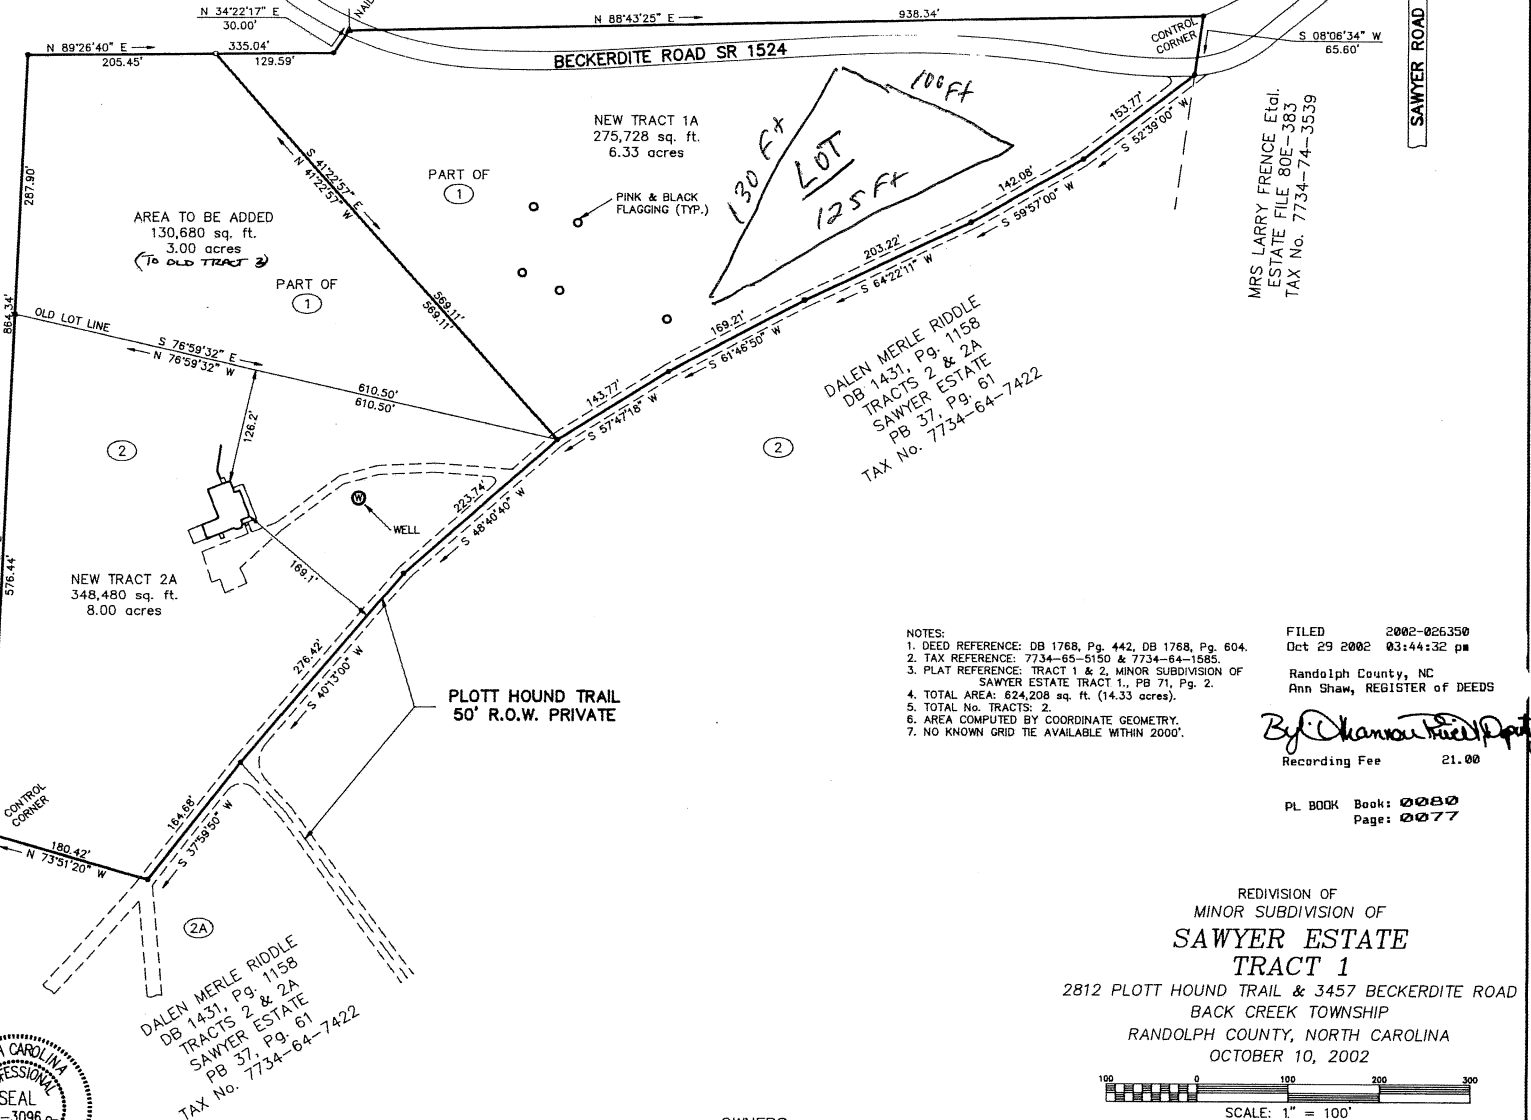 N 34°22'17" E
30.00'
NAIL
N 88°43'25" E
938.34'
CONTROL
CORNER
S 08°06'34" W
65.60'
SAWYER ROAD
N 89°26'40" E
205.45'
335.04'
129.59'
BECKERDITE ROAD SR 1524
NEW TRACT 1A
275,728 sq. ft.
6.33 acres
100 Ft
130 Ft
LOT
125 Ft
153.77'
S 52°39'00" W
MRS LARRY FRENCE Etal.
ESTATE FILE 80E-383
TAX No. 7734-74-3539
287.90'
S 41°22'57" E
N 41°22'57" W
PART OF
1
PINK & BLACK
FLAGGING (TYP.)
142.08'
S 59°57'00" W
AREA TO BE ADDED
130,680 sq. ft.
3.00 acres
(TO OLD TRACT 2)
PART OF
1
203.22'
S 64°22'11" W
864.34'
OLD LOT LINE
S 76°59'32" E
N 76°59'32" W
569.11'
569.11'
169.21'
S 61°46'50" W
610.50'
610.50'
143.77'
S 57°47'18" W
DALEN MERLE RIDDLE
DB 1431, Pg. 1158
TRACTS 2 & 2A
SAWYER ESTATE
PB 37, Pg. 61
TAX No. 7734-64-7422
126.2'
2
2
W
WELL
223.74'
S 48°40'40" W
576.44'
NEW TRACT 2A
348,480 sq. ft.
8.00 acres
169.1'
276.42'
S 40°13'00" W
PLOTT HOUND TRAIL
50' R.O.W. PRIVATE
NOTES:
1. DEED REFERENCE: DB 1768, Pg. 442, DB 1768, Pg. 604.
2. TAX REFERENCE: 7734-65-5150 & 7734-64-1585.
3. PLAT REFERENCE: TRACT 1 & 2, MINOR SUBDIVISION OF
SAWYER ESTATE TRACT 1., PB 71, Pg. 2.
4. TOTAL AREA: 624,208 sq. ft. (14.33 acres).
5. TOTAL No. TRACTS: 2.
6. AREA COMPUTED BY COORDINATE GEOMETRY.
7. NO KNOWN GRID TIE AVAILABLE WITHIN 2000'.
FILED 2002-026350
Oct 29 2002 03:44:32 pm
Randolph County, NC
Ann Shaw, REGISTER of DEEDS
By:
Recording Fee 21.00
PL BOOK Book: 0080
Page: 0077
CONTROL
CORNER
180.42'
N 73°51'20" W
164.68'
S 37°59'50" W
2A
DALEN MERLE RIDDLE
DB 1431, Pg. 1158
TRACTS 2 & 2A
SAWYER ESTATE
PB 37, Pg. 61
TAX No. 7734-64-7422
REDIVISION OF
MINOR SUBDIVISION OF
SAWYER ESTATE
TRACT 1
2812 PLOTT HOUND TRAIL & 3457 BECKERDITE ROAD
BACK CREEK TOWNSHIP
RANDOLPH COUNTY, NORTH CAROLINA
OCTOBER 10, 2002
100 0 100 200 300
SCALE: 1" = 100'
H CAROLINA
FESSIONAL
SEAL
-3096
OWNERS